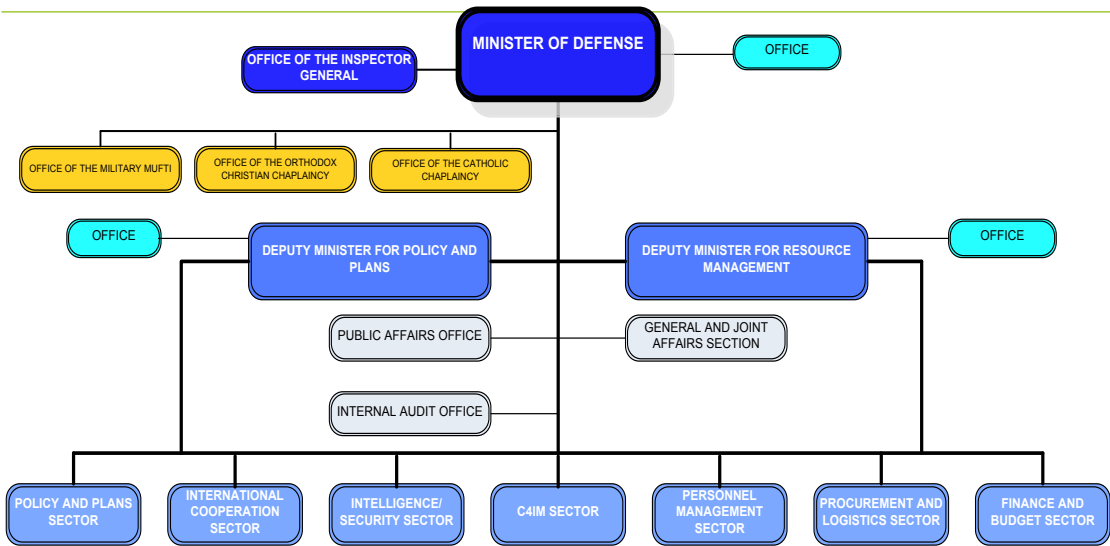 MINISTER OF DEFENSE
OFFICE
OFFICE OF THE INSPECTOR
GENERAL
OFFICE OF THE MILITARY MUFTI
OFFICE OF THE ORTHODOX
CHRISTIAN CHAPLAINCY
OFFICE OF THE CATHOLIC
CHAPLAINCY
OFFICE
DEPUTY MINISTER FOR POLICY AND
PLANS
DEPUTY MINISTER FOR RESOURCE
MANAGEMENT
OFFICE
PUBLIC AFFAIRS OFFICE
GENERAL AND JOINT
AFFAIRS SECTION
INTERNAL AUDIT OFFICE
POLICY AND PLANS
SECTOR
INTERNATIONAL
COOPERATION
SECTOR
INTELLIGENCE/
SECURITY SECTOR
C4IM SECTOR
PERSONNEL
MANAGEMENT
SECTOR
PROCUREMENT AND
LOGISTICS SECTOR
FINANCE AND
BUDGET SECTOR